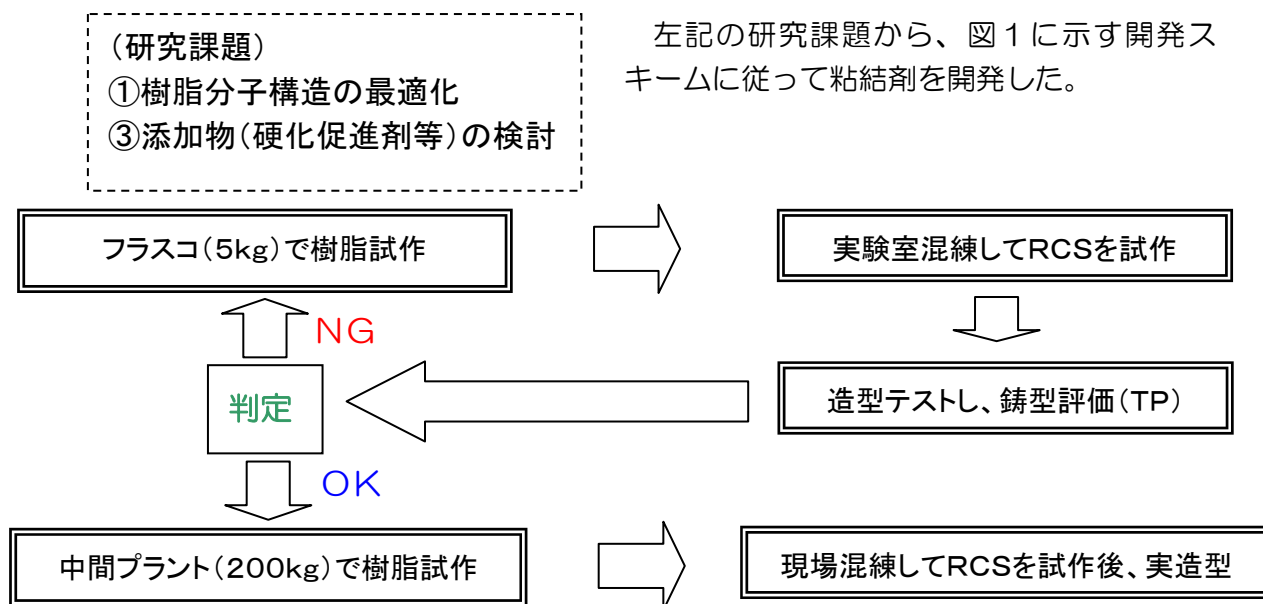 (研究課題)
①樹脂分子構造の最適化
③添加物(硬化促進剤等)の検討
左記の研究課題から、図１に示す開発ス
キームに従って粘結剤を開発した。
フラスコ(5kg)で樹脂試作
実験室混練してRCSを試作
NG
判定
造型テストし、鋳型評価(TP)
OK
中間プラント(200kg)で樹脂試作
現場混練してRCSを試作後、実造型